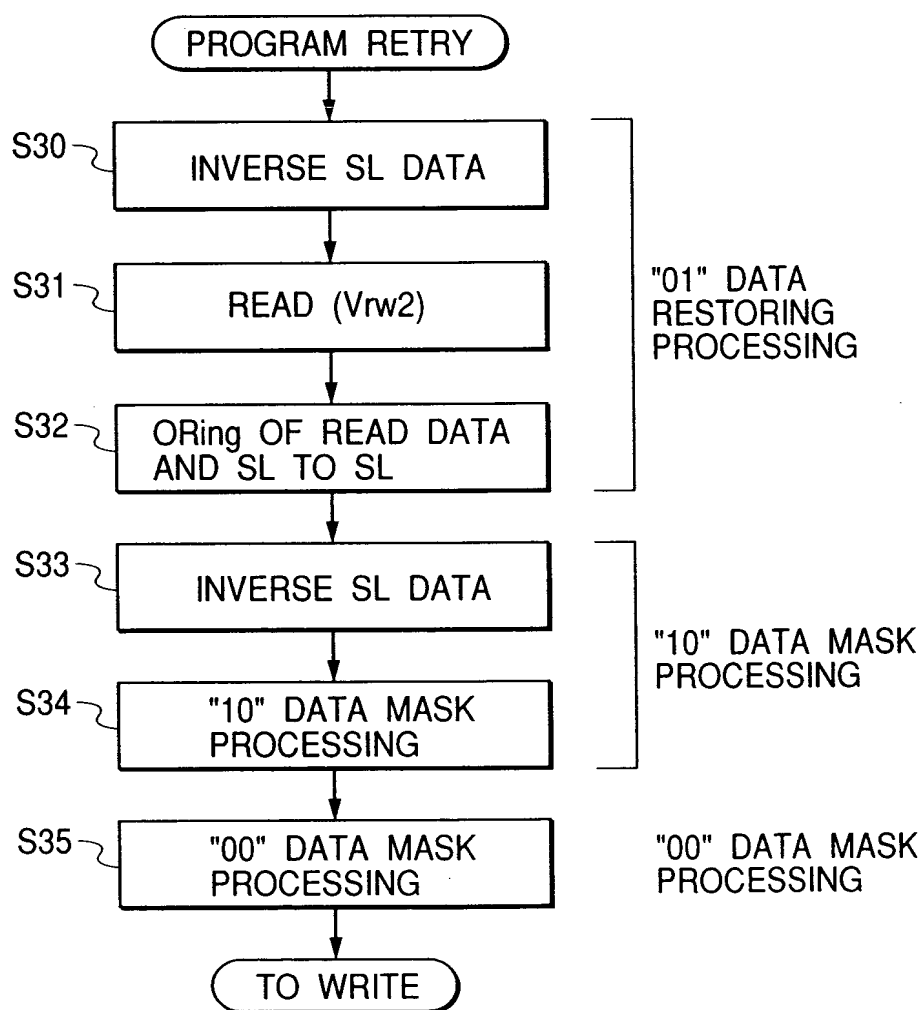 PROGRAM RETRY
S30
INVERSE SL DATA
S31
READ (Vrw2)
"01" DATA
RESTORING
PROCESSING
S32
ORing OF READ DATA
AND SL TO SL
S33
INVERSE SL DATA
"10" DATA MASK
PROCESSING
S34
"10" DATA MASK
PROCESSING
S35
"00" DATA MASK
PROCESSING
"00" DATA MASK
PROCESSING
TO WRITE